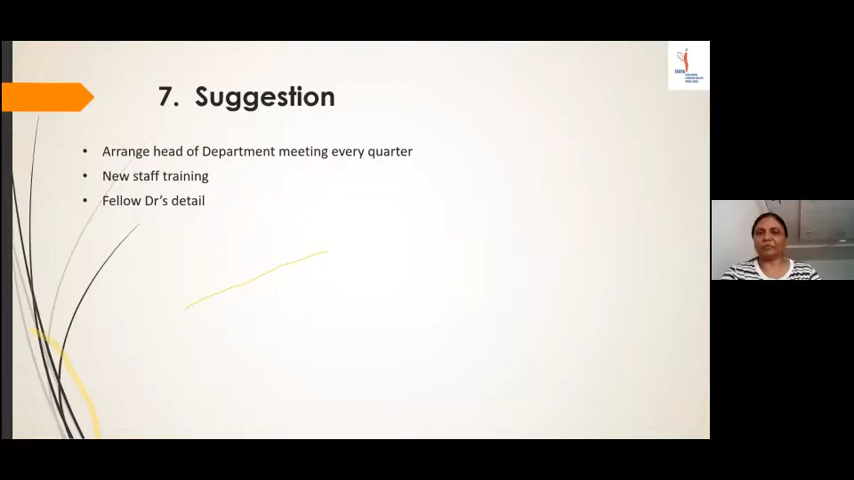 7. Suggestion
• Arrange head of Department meeting every quarter
• New staff training
• Fellow Dr's detail